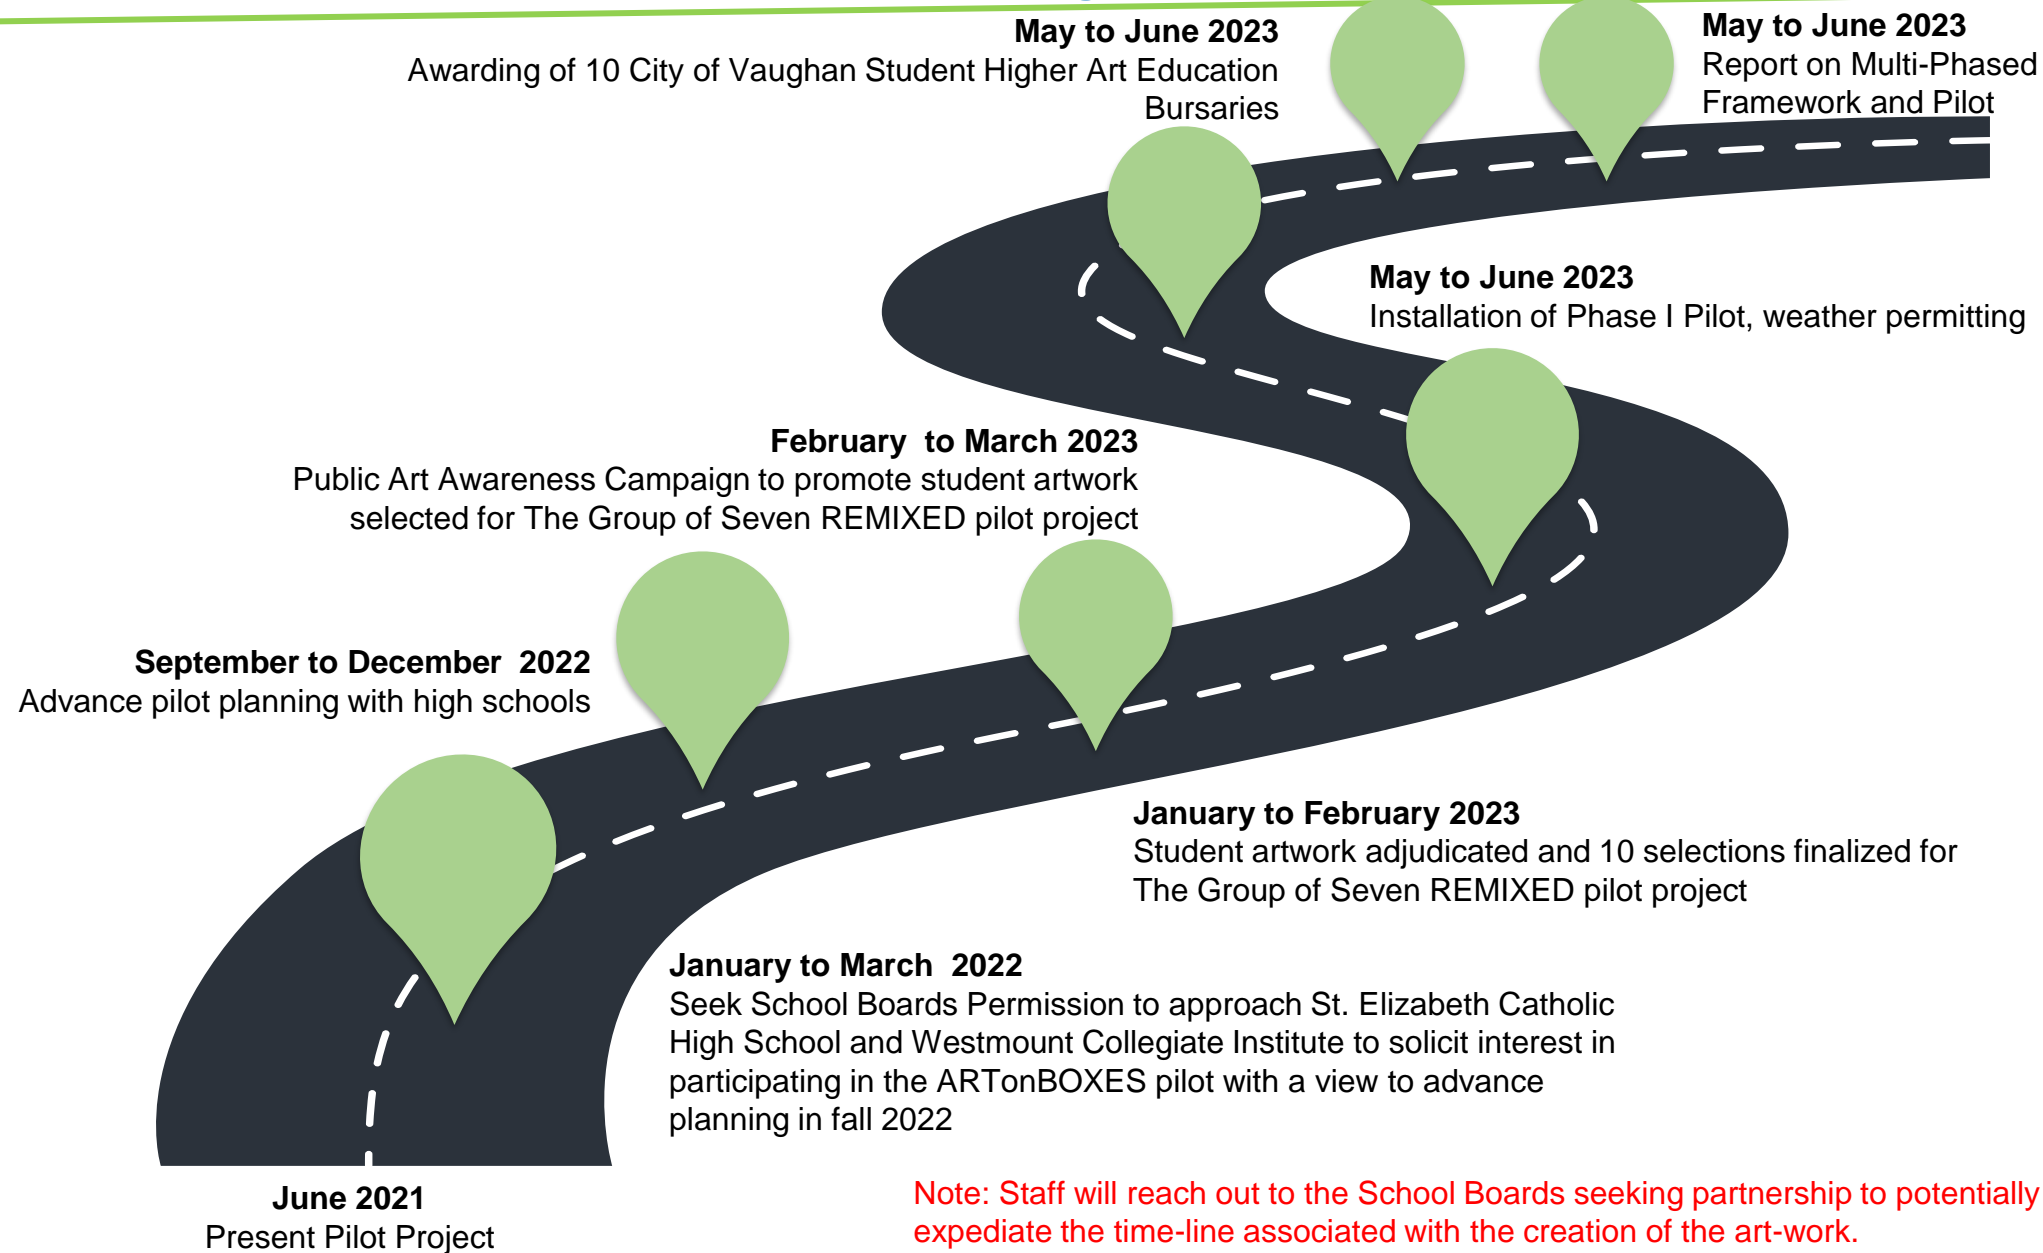 May to June 2023
Awarding of 10 City of Vaughan Student Higher Art Education
Bursaries
May to June 2023
Report on Multi-Phased
Framework and Pilot
May to June 2023
Installation of Phase I Pilot, weather permitting
February  to March 2023
Public Art Awareness Campaign to promote student artwork
selected for The Group of Seven REMIXED pilot project
September to December  2022
Advance pilot planning with high schools
January to February 2023
Student artwork adjudicated and 10 selections finalized for
The Group of Seven REMIXED pilot project
January to March  2022
Seek School Boards Permission to approach St. Elizabeth Catholic
High School and Westmount Collegiate Institute to solicit interest in
participating in the ARTonBOXES pilot with a view to advance
planning in fall 2022
June 2021
Present Pilot Project
Note: Staff will reach out to the School Boards seeking partnership to potentially
expediate the time-line associated with the creation of the art-work.